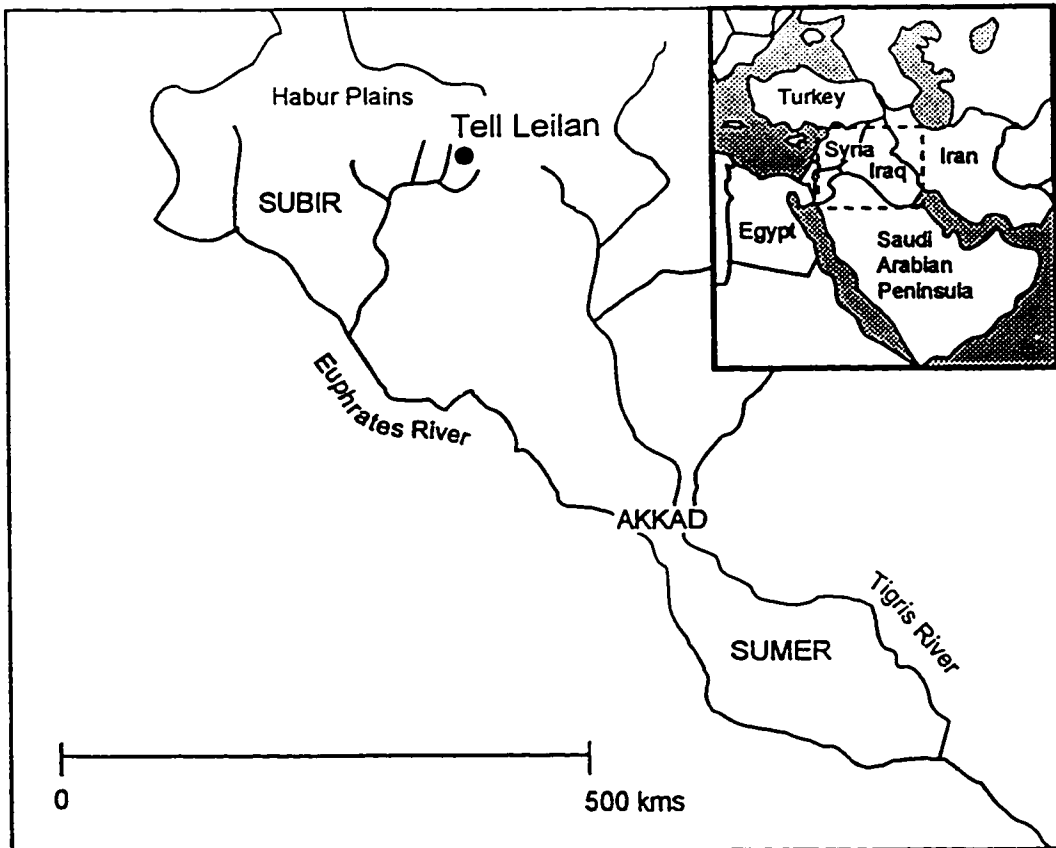 Habur Plains
Tell Leilan
SUBIR
Euphrates River
AKKAD
Tigris River
SUMER
0
500 kms
Turkey
Syria
Iraq
Iran
Egypt
Saudi
Arabian
Peninsula